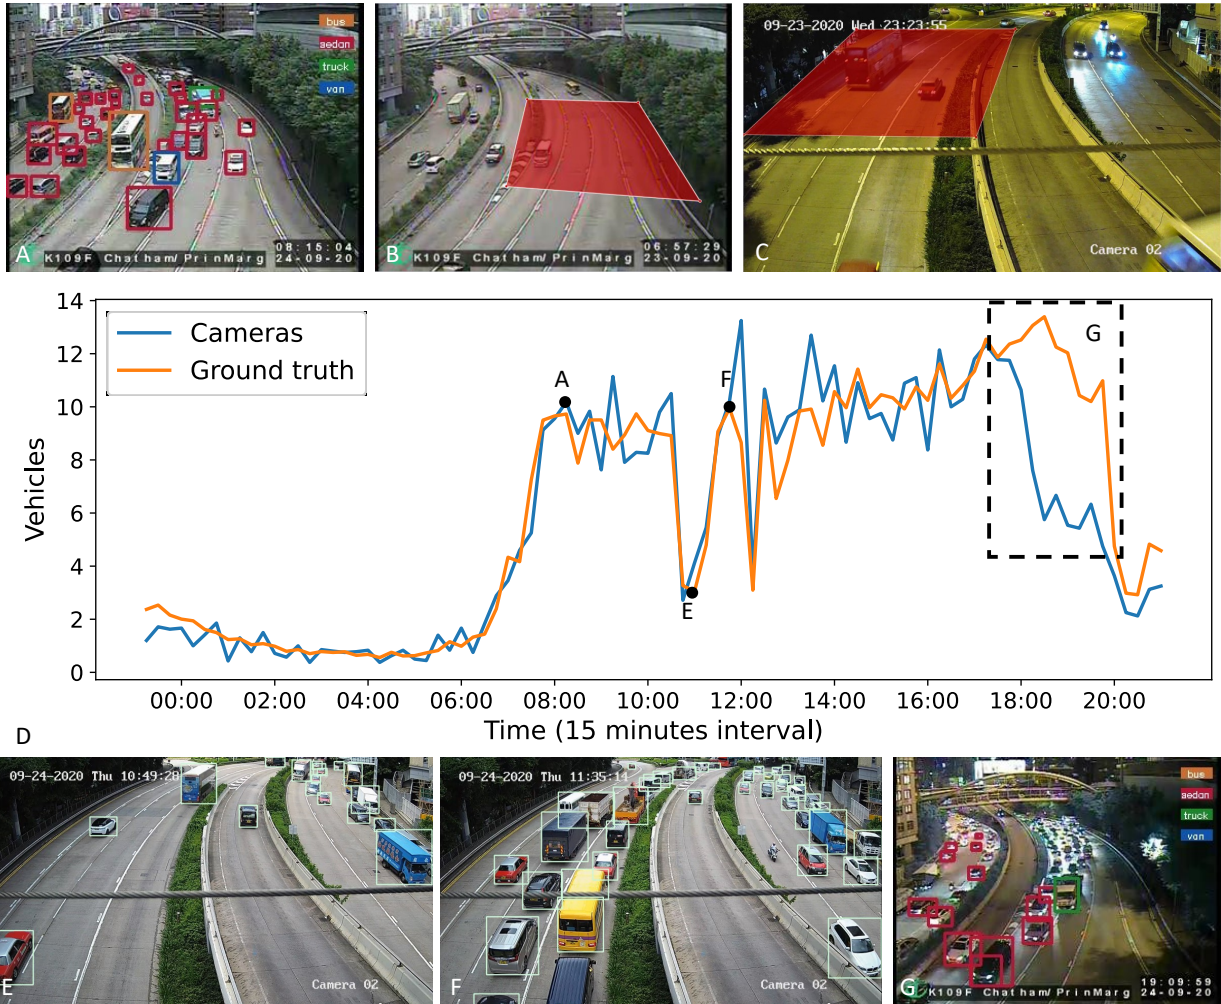 bus
sedan
truck
van
A
08:15:04
K109F Chatham/PrinMarg 24-09-20
B
06:57:29
K109F Chatham/PrinMarg 23-09-20
09-23-2020 Wed 23:23:55
C
Camera 02
14
12
10
8
6
4
2
0
Vehicles
Cameras
Ground truth
A
F
E
G
00:00 02:00 04:00 06:00 08:00 10:00 12:00 14:00 16:00 18:00 20:00
Time (15 minutes interval)
D
09-24-2020 Thu 10:49:28
E
Camera 02
09-24-2020 Thu 11:35:14
F
Camera 02
bus
sedan
truck
van
G
19:09:59
K109F Chatham/PrinMarg 24-09-20